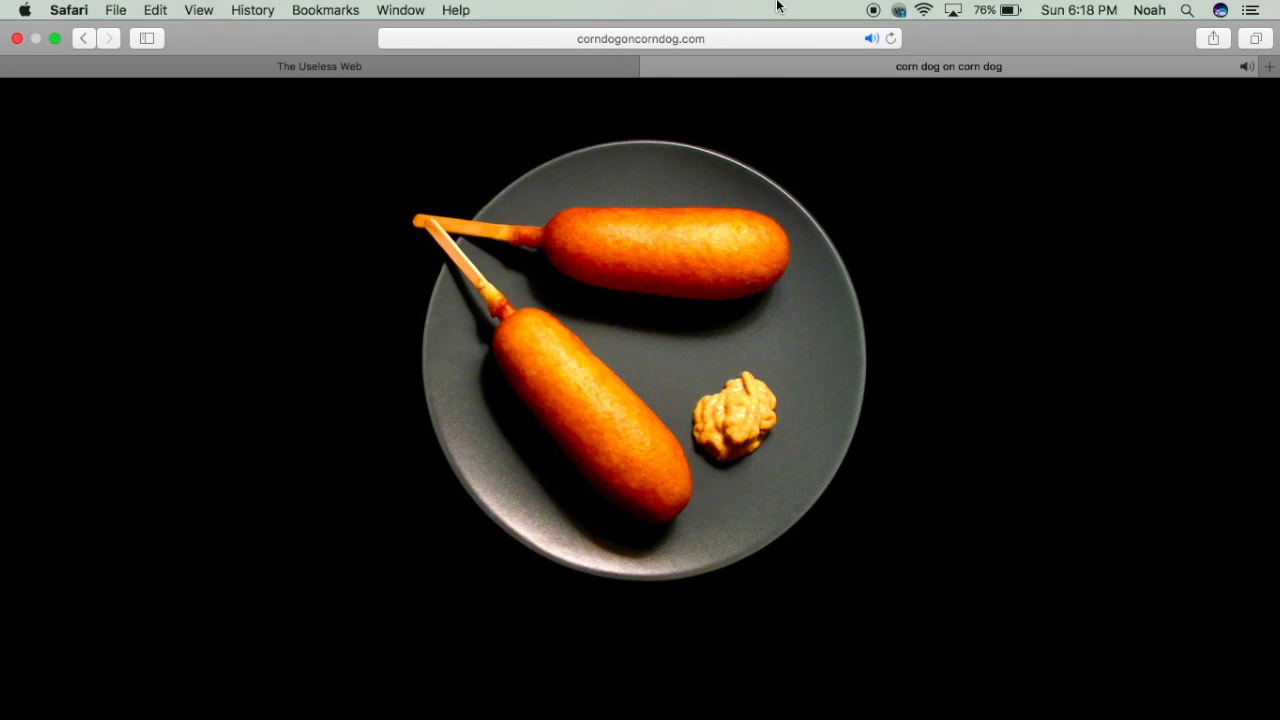 Safari File Edit View History Bookmarks Window Help 76% Sun 6:18 PM Noah
corndogoncorndog.com
The Useless Web corn dog on corn dog